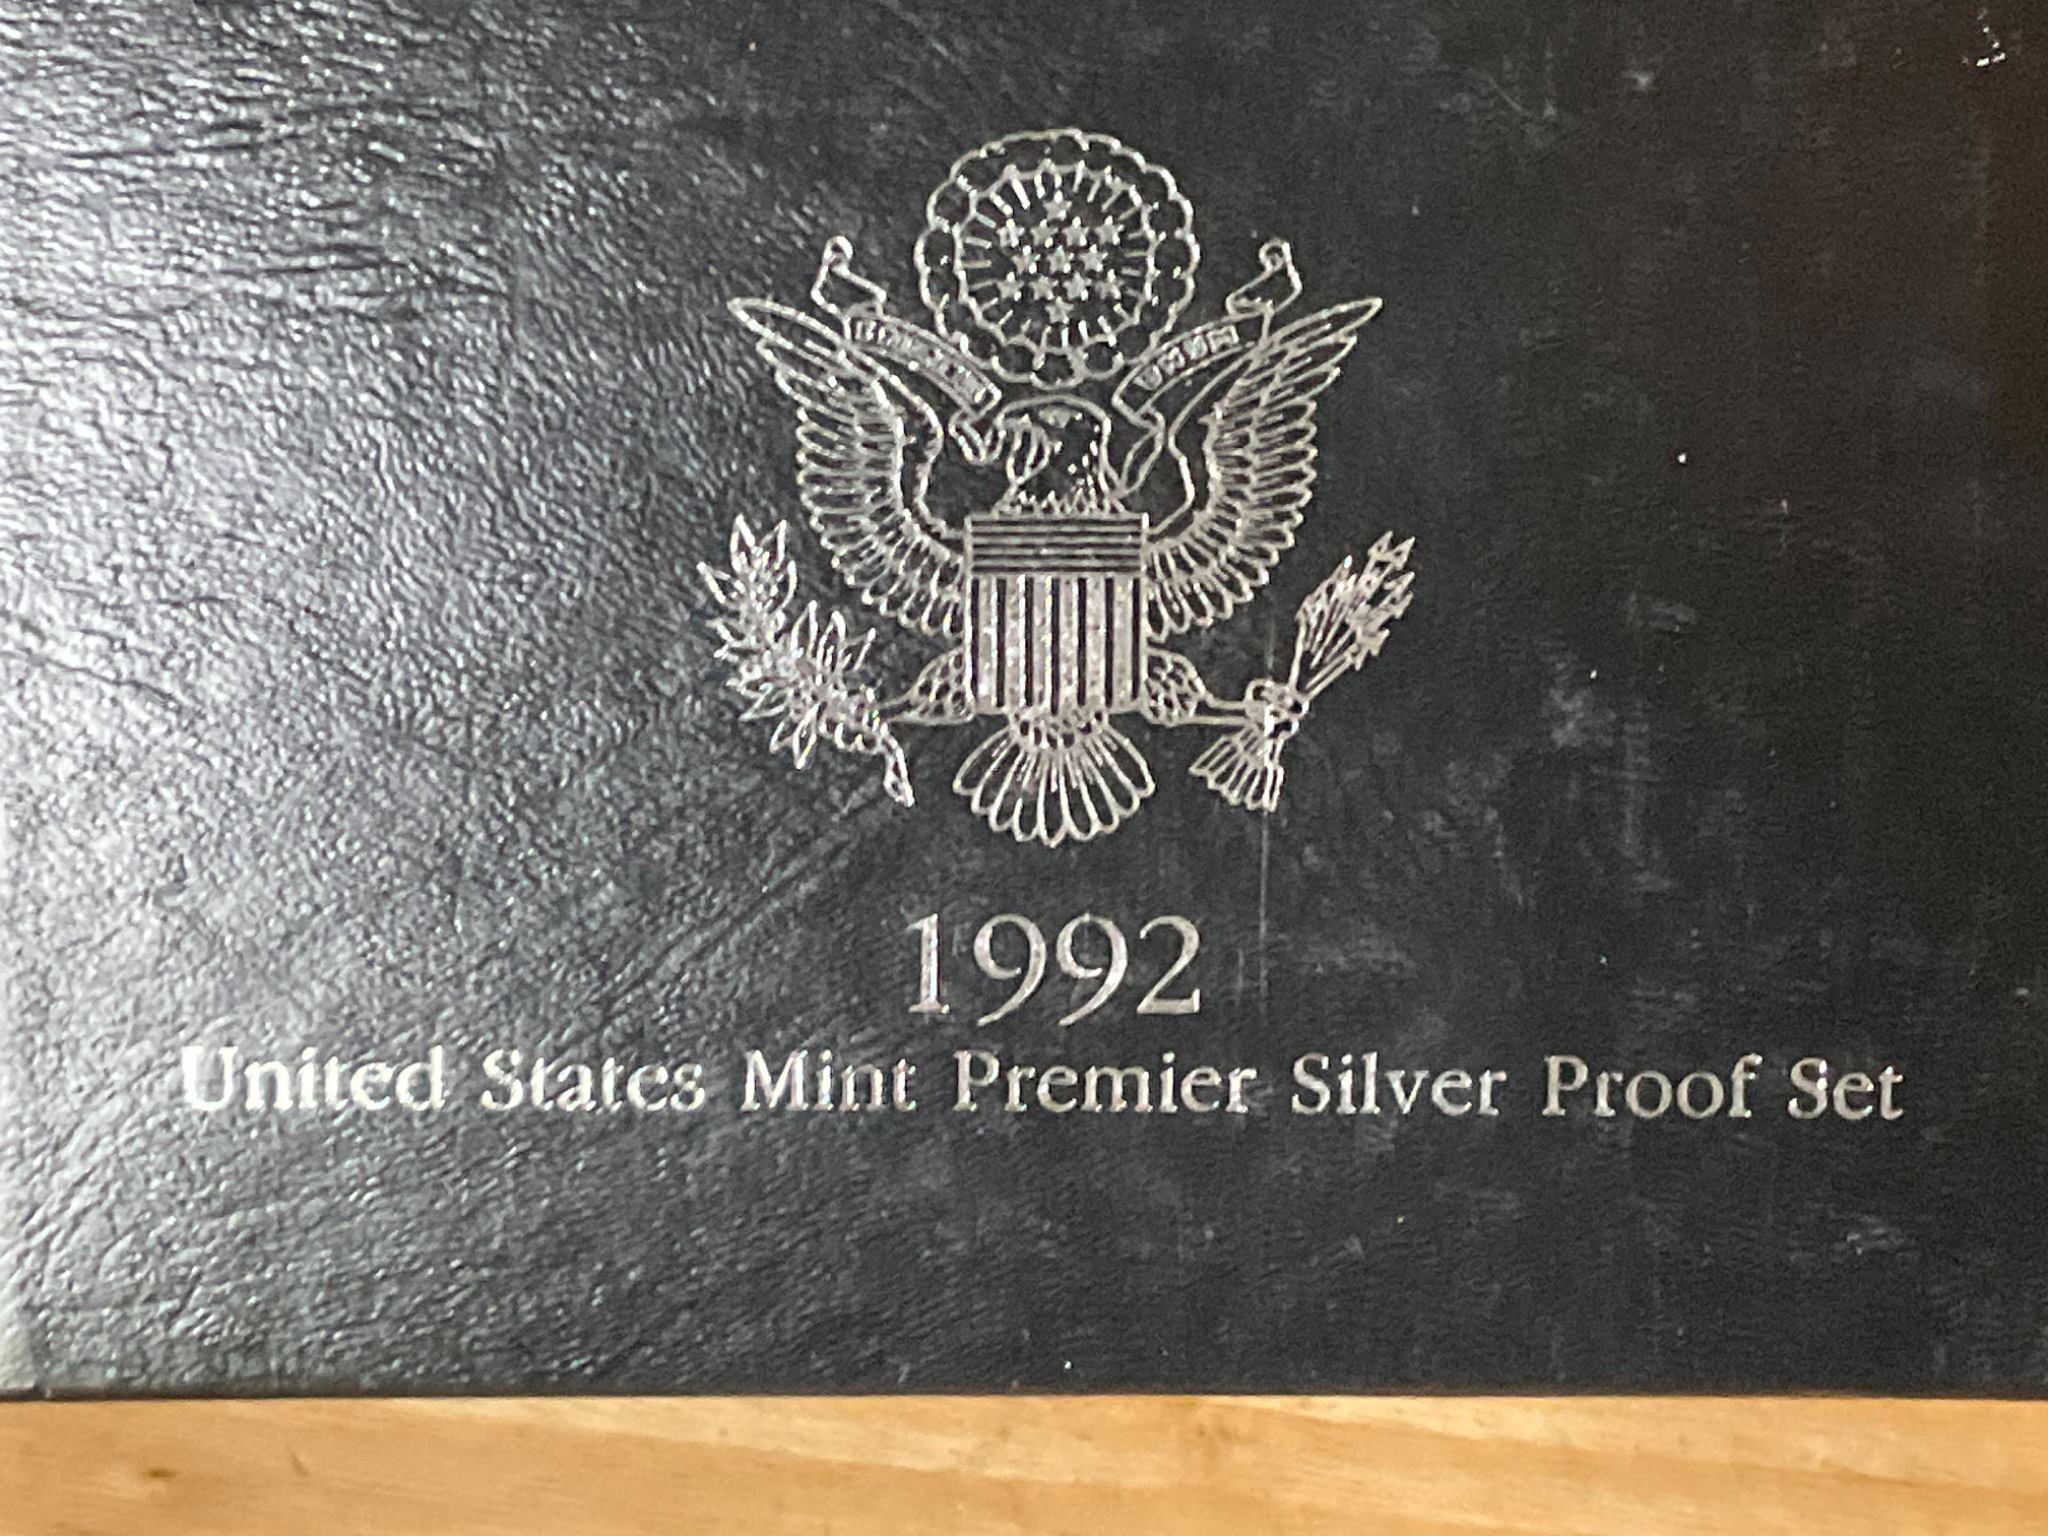 1992
United States Mint Premier Silver Proof Set